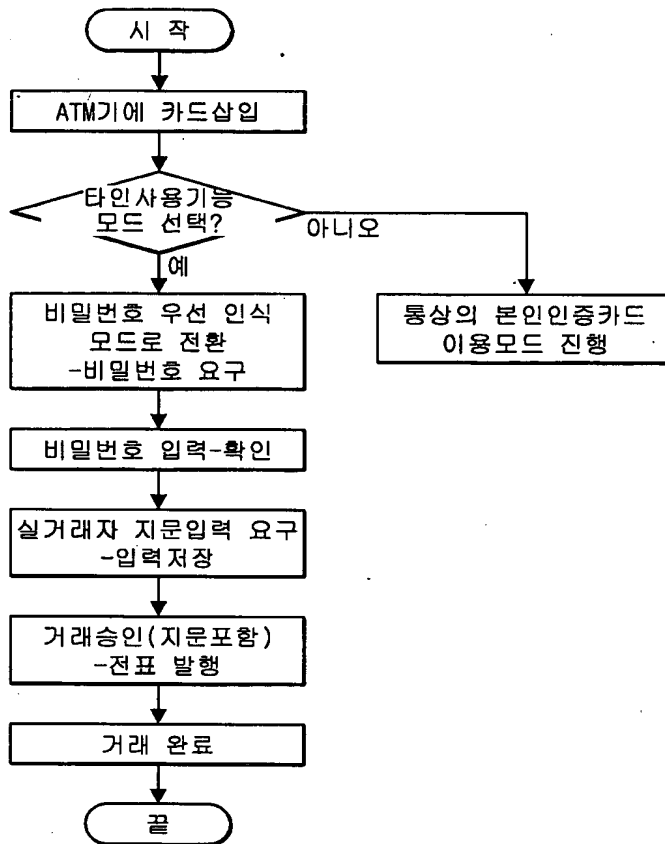 시 작
ATM기에 카드삽입
타인사용기능
모드 선택?
아니오
예
비밀번호 우선 인식
모드로 전환
-비밀번호 요구
통상의 본인인증카드
이용모드 진행
비밀번호 입력-확인
실거래자 지문입력 요구
-입력저장
거래승인(지문포함)
-전표 발행
거래 완료
끝